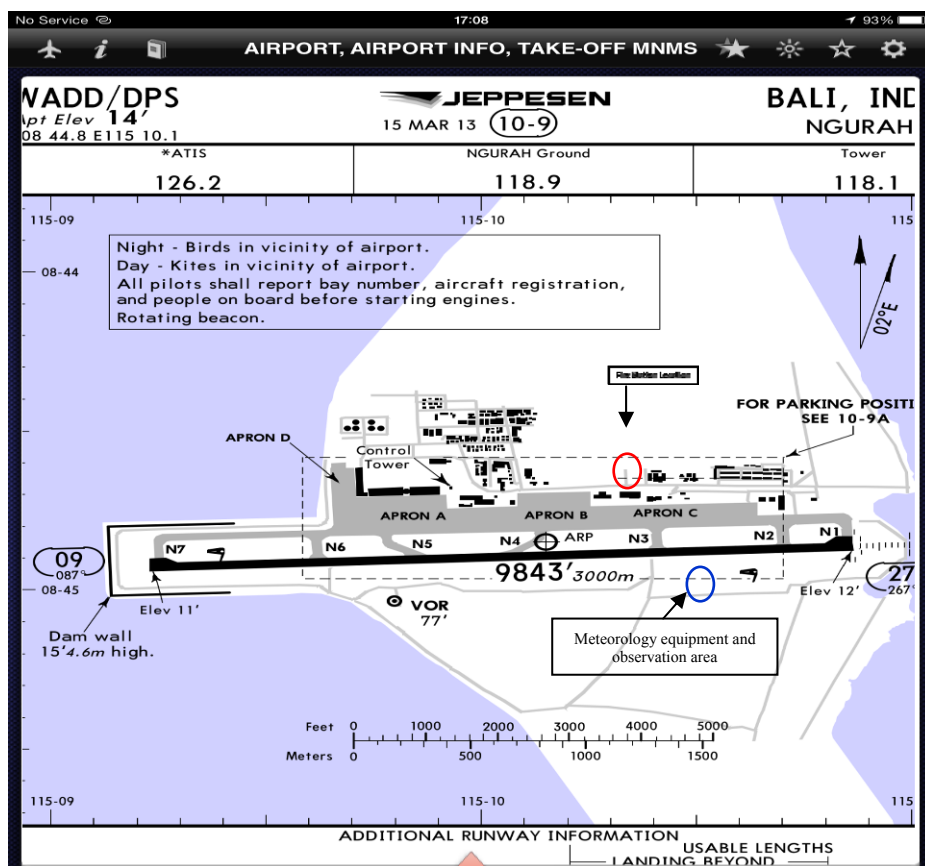 No Service 17:08 93%
AIRPORT, AIRPORT INFO, TAKE-OFF MNMS
WADD/DPS
Apt Elev 14'
08 44.8 E115 10.1
JEPPESEN
15 MAR 13 10-9
BALI, IND
NGURAH
*ATIS
126.2
NGURAH Ground
118.9
Tower
118.1
115-09 115-10 115
08-44
Night - Birds in vicinity of airport.
Day - Kites in vicinity of airport.
All pilots shall report bay number, aircraft registration,
and people on board before starting engines.
Rotating beacon.
02°E
Fire Station Location
FOR PARKING POSITI
SEE 10-9A
APRON D
Control
Tower
APRON A
APRON B
APRON C
N7
N6
N5
N4
ARP
N3
N2
N1
09
087°
9843' 3000m
27
267°
08-45
Elev 11'
Elev 12'
VOR
77'
Dam wall
15' 4.6m high.
Meteorology equipment and
observation area
Feet 0 1000 2000 3000 4000 5000
Meters 0 500 1000 1500
115-09 115-10 115
ADDITIONAL RUNWAY INFORMATION
USABLE LENGTHS
LANDING BEYOND